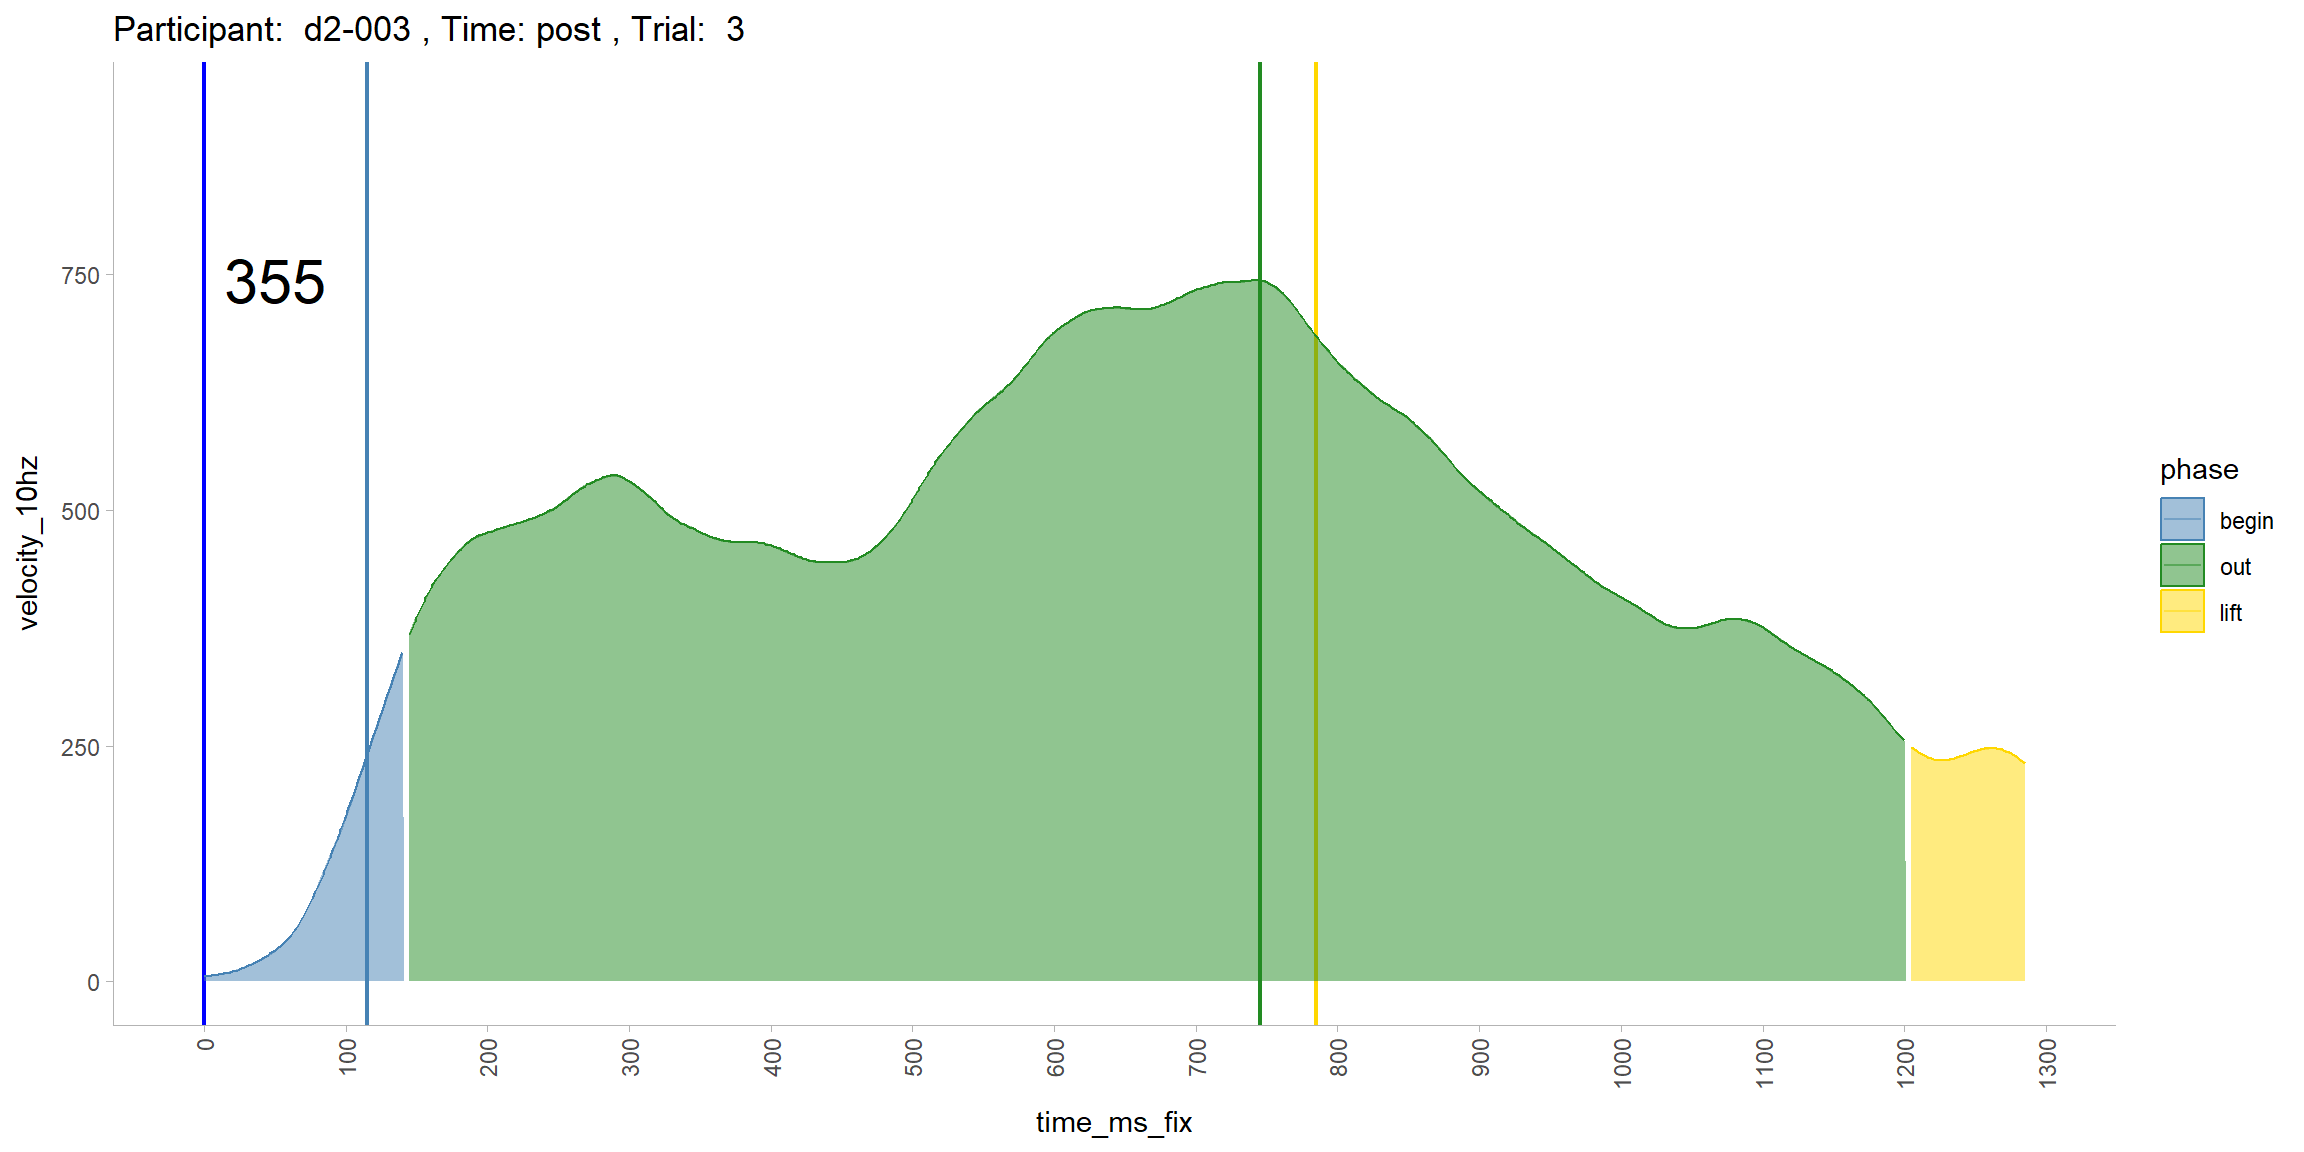 Participant:  d2-003 , Time: post , Trial:  3
355
750
500
250
0
velocity_10hz
0
100
200
300
400
500
600
700
800
900
1000
1100
1200
1300
time_ms_fix
phase
begin
out
lift